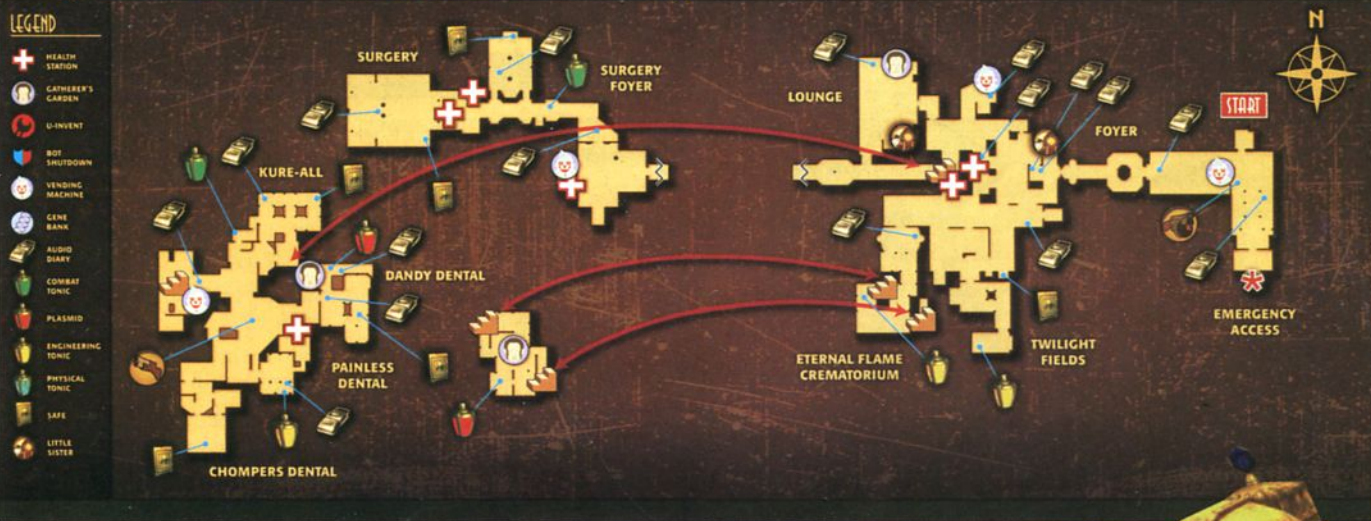 LEGEND
HEALTH
STATION
GATHERER'S
GARDEN
U-INVENT
BOT
SHUTDOWN
VENDING
MACHINE
GENE
BANK
AUDIO
DIARY
COMBAT
TONIC
PLASMID
ENGINEERING
TONIC
PHYSICAL
TONIC
SAFE
LITTLE
SISTER
SURGERY
SURGERY
FOYER
KURE-ALL
DANDY DENTAL
PAINLESS
DENTAL
CHOMPERS DENTAL
LOUNGE
FOYER
START
N
EMERGENCY
ACCESS
TWILIGHT
FIELDS
ETERNAL FLAME
CREMATORIUM